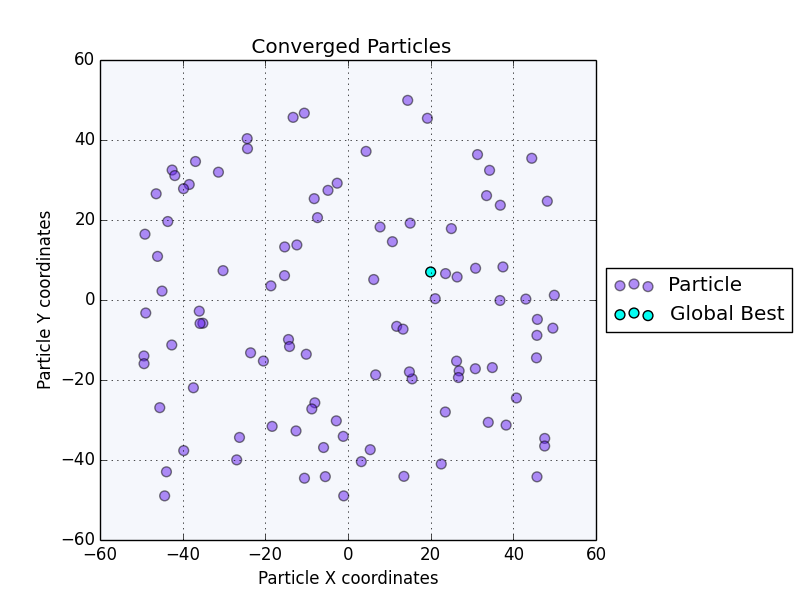 Converged Particles
60
40
20
0
−20
−40
−60
Particle Y coordinates
−60 −40 −20 0 20 40 60
Particle X coordinates
Particle
Global Best